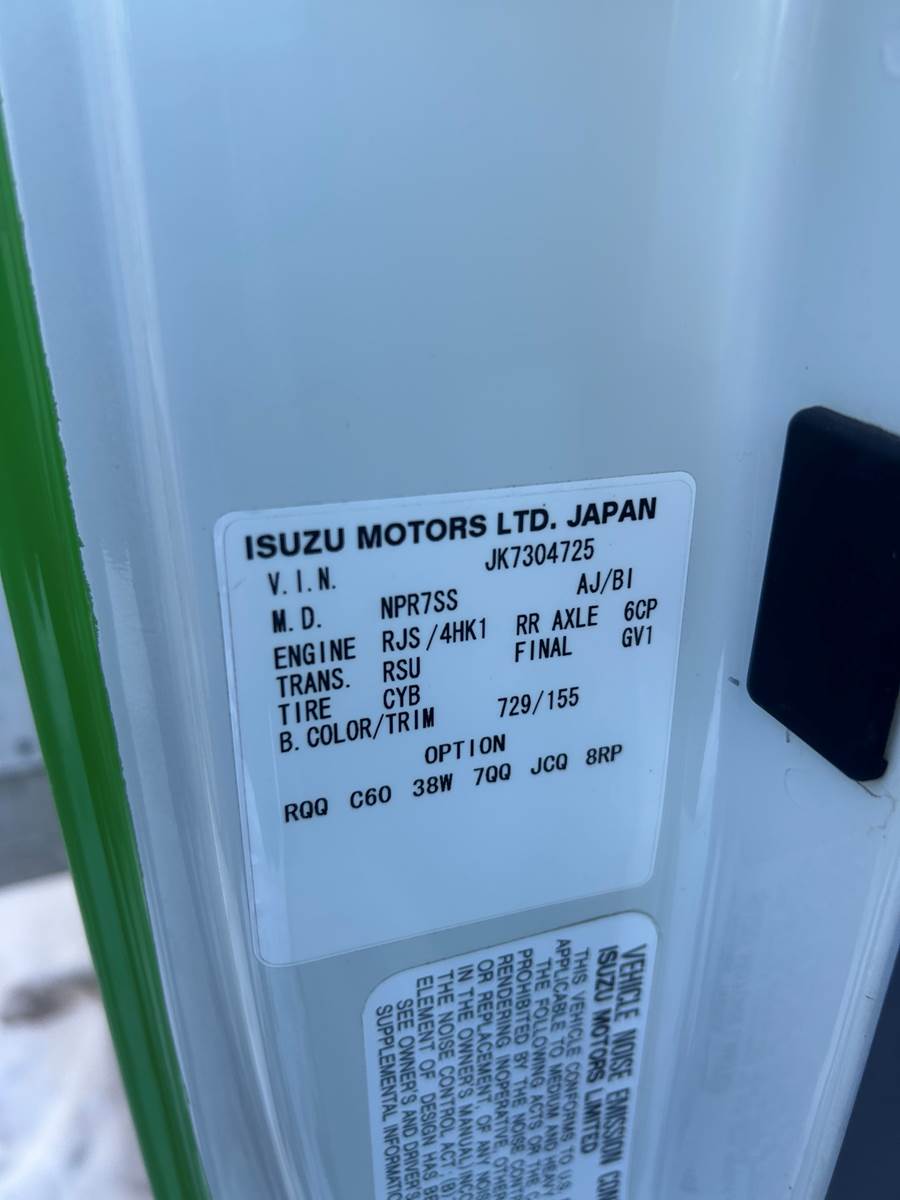 ISUZU MOTORS LTD. JAPAN
V.I.N. JK7304725
M.D. NPR7SS AJ/BI
ENGINE RJS/4HK1 RR AXLE 6CP
TRANS. RSU FINAL GV1
TIRE CYB
B.COLOR/TRIM 729/155
OPTION
RQQ C60 38W 7QQ JCQ 8RP
VEHICLE NOISE EMISSION
ISUZU MOTORS LIMITED
THIS VEHICLE CONFORMS TO U.S.
APPLICABLE TO MEDIUM AND
THE FOLLOWING ACTS OR THE
PROHIBITED BY THE NOISE
RENDERING INOPERATIVE,
OR REPLACEMENT, OF ANY
IN THE OWNER'S MANUAL)
THE NOISE CONTROL ACT,
ELEMENT OF DESIGN HAS
SEE OWNER'S AND DRIVER'S
SUPPLEMENTAL